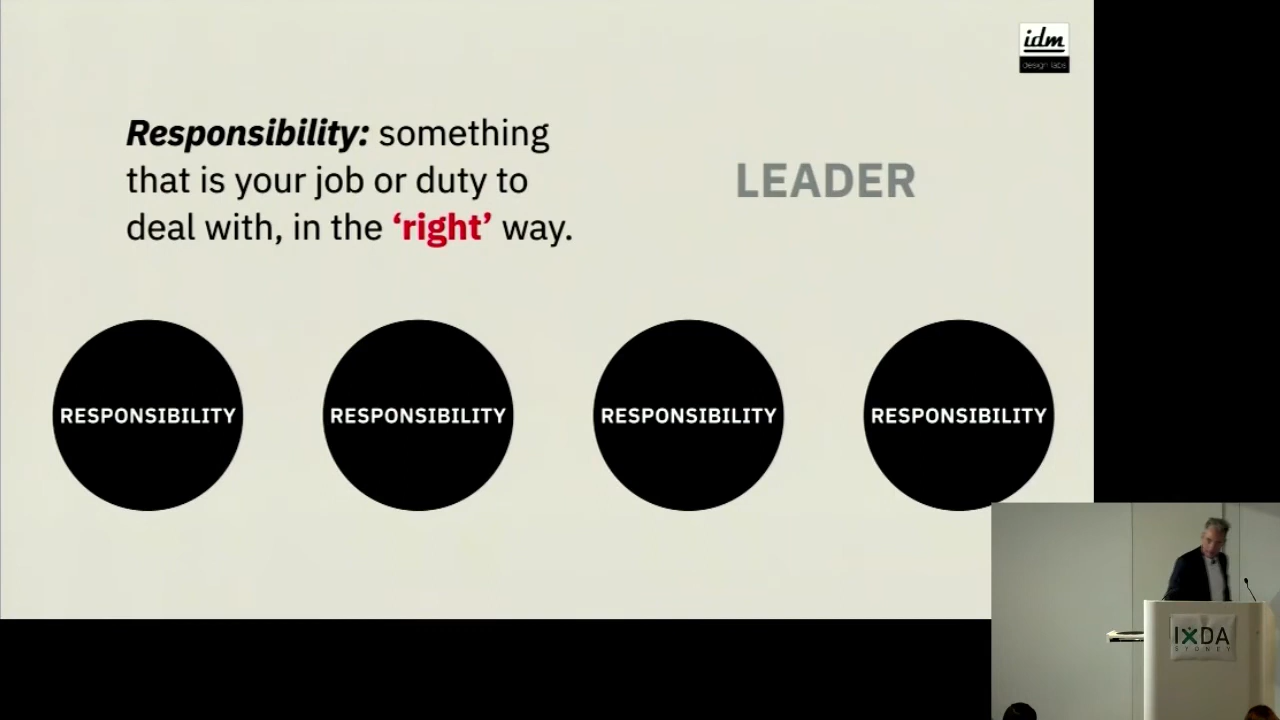 idm
design labs
Responsibility: something
that is your job or duty to
deal with, in the ‘right’ way.
LEADER
RESPONSIBILITY
RESPONSIBILITY
RESPONSIBILITY
RESPONSIBILITY
IXDA
SYDNEY